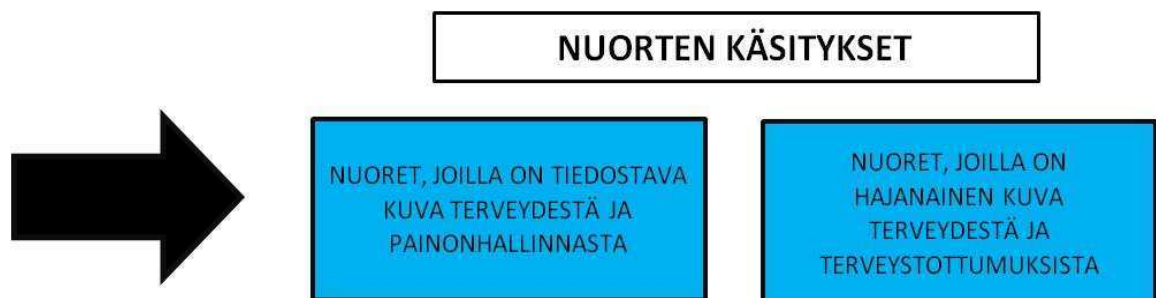 NUORTEN KÄSITYKSET
NUORET, JOILLA ON TIEDOSTAVA
KUVA TERVEYDESTÄ JA
PAINONHALLINNASTA
NUORET, JOILLA ON
HAJANAINEN KUVA
TERVEYDESTÄ JA
TERVEYSTOTTUMUKSISTA